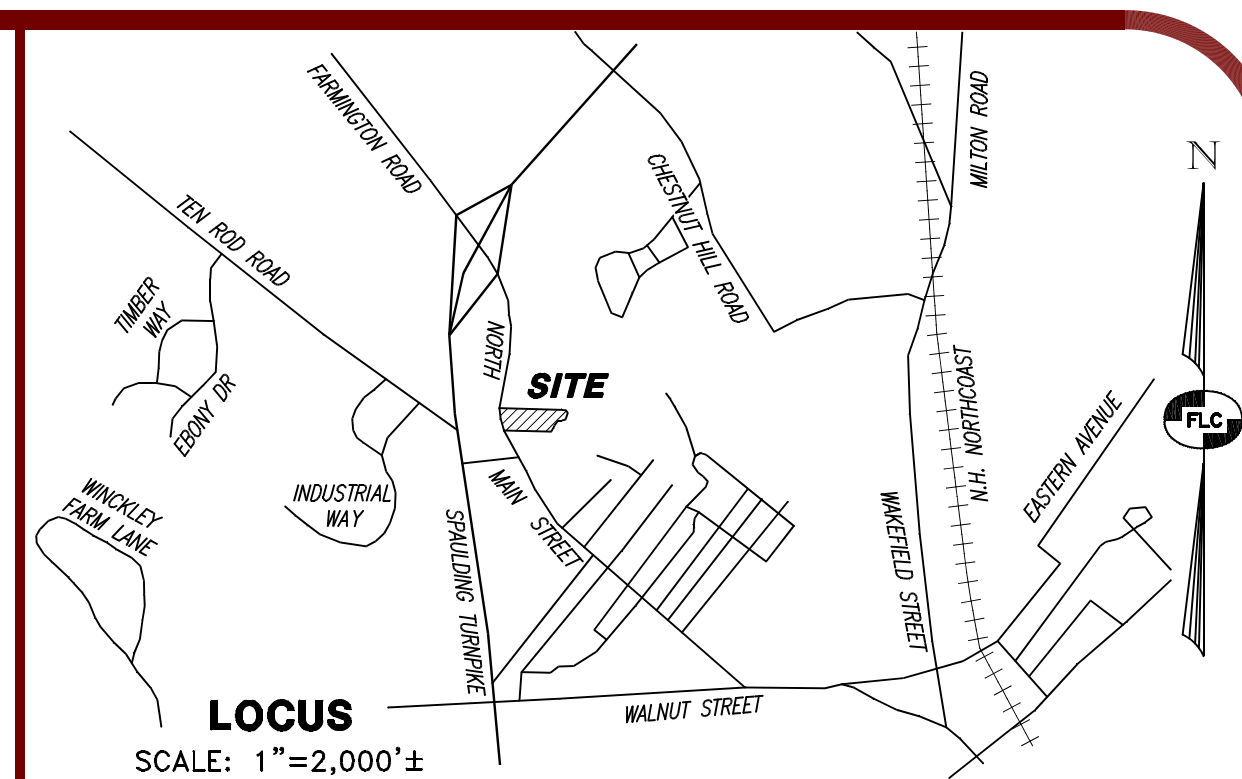 FARMINGTON ROAD
MILTON ROAD
N
CHESTNUT HILL ROAD
TEN ROD ROAD
TIMBER
WAY
NORTH
SITE
N.H. NORTHCOAST
EBONY DR
EASTERN AVENUE
FLC
WINCKLEY
FARM LANE
INDUSTRIAL
WAY
MAIN STREET
WAKEFIELD STREET
SPAULDING TURNPIKE
WALNUT STREET
LOCUS
SCALE: 1"=2,000'±